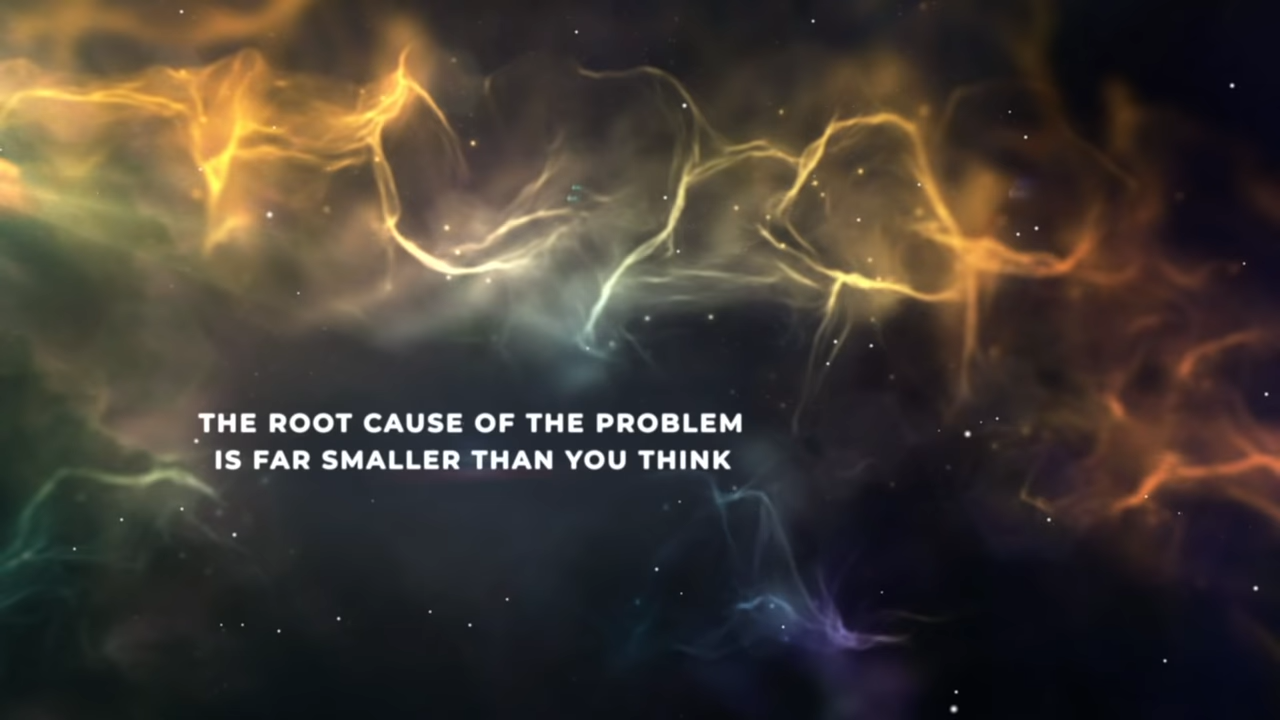 THE ROOT CAUSE OF THE PROBLEM
IS FAR SMALLER THAN YOU THINK